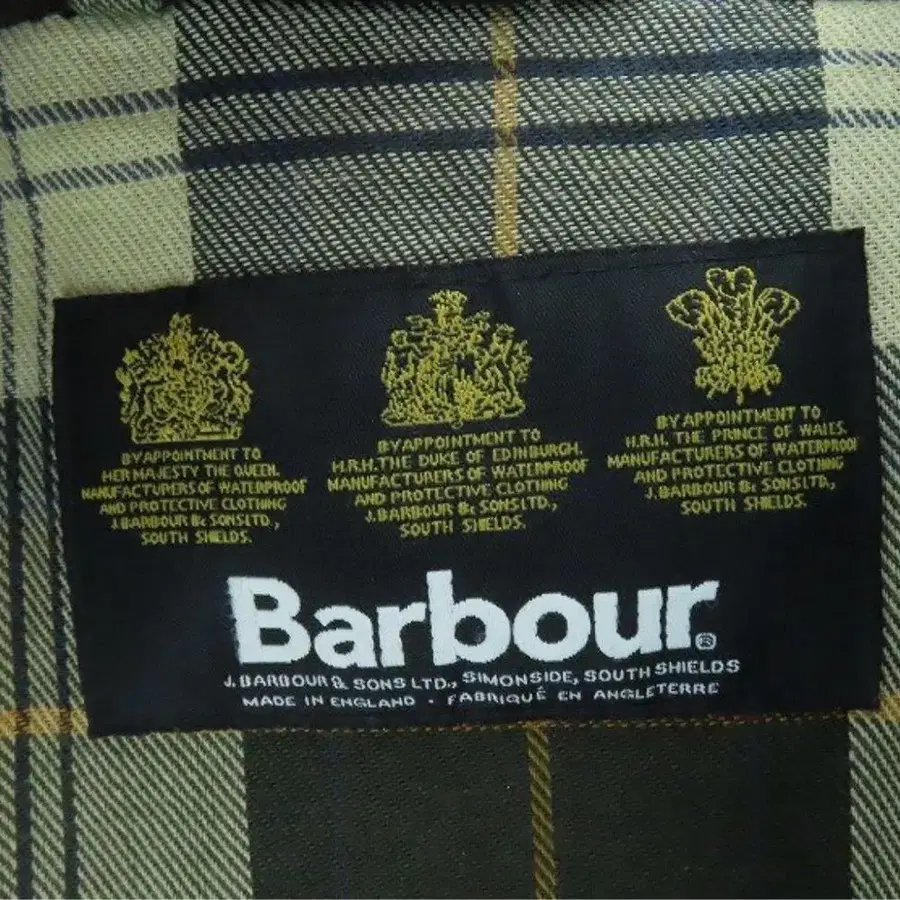 BY APPOINTMENT TO
HER MAJESTY THE QUEEN.
MANUFACTURERS OF WATERPROOF
AND PROTECTIVE CLOTHING
J. BARBOUR & SONS LTD.,
SOUTH SHIELDS.
BY APPOINTMENT TO
H.R.H. THE DUKE OF EDINBURGH.
MANUFACTURERS OF WATERPROOF
AND PROTECTIVE CLOTHING
J. BARBOUR & SONS LTD.,
SOUTH SHIELDS.
BY APPOINTMENT TO
H.R.H. THE PRINCE OF WALES.
MANUFACTURERS OF WATERPROOF
AND PROTECTIVE CLOTHING
J. BARBOUR & SONS LTD.,
SOUTH SHIELDS.
Barbour®
J. BARBOUR & SONS LTD., SIMONSIDE, SOUTH SHIELDS
MADE IN ENGLAND · FABRIQUÉ EN ANGLETERRE